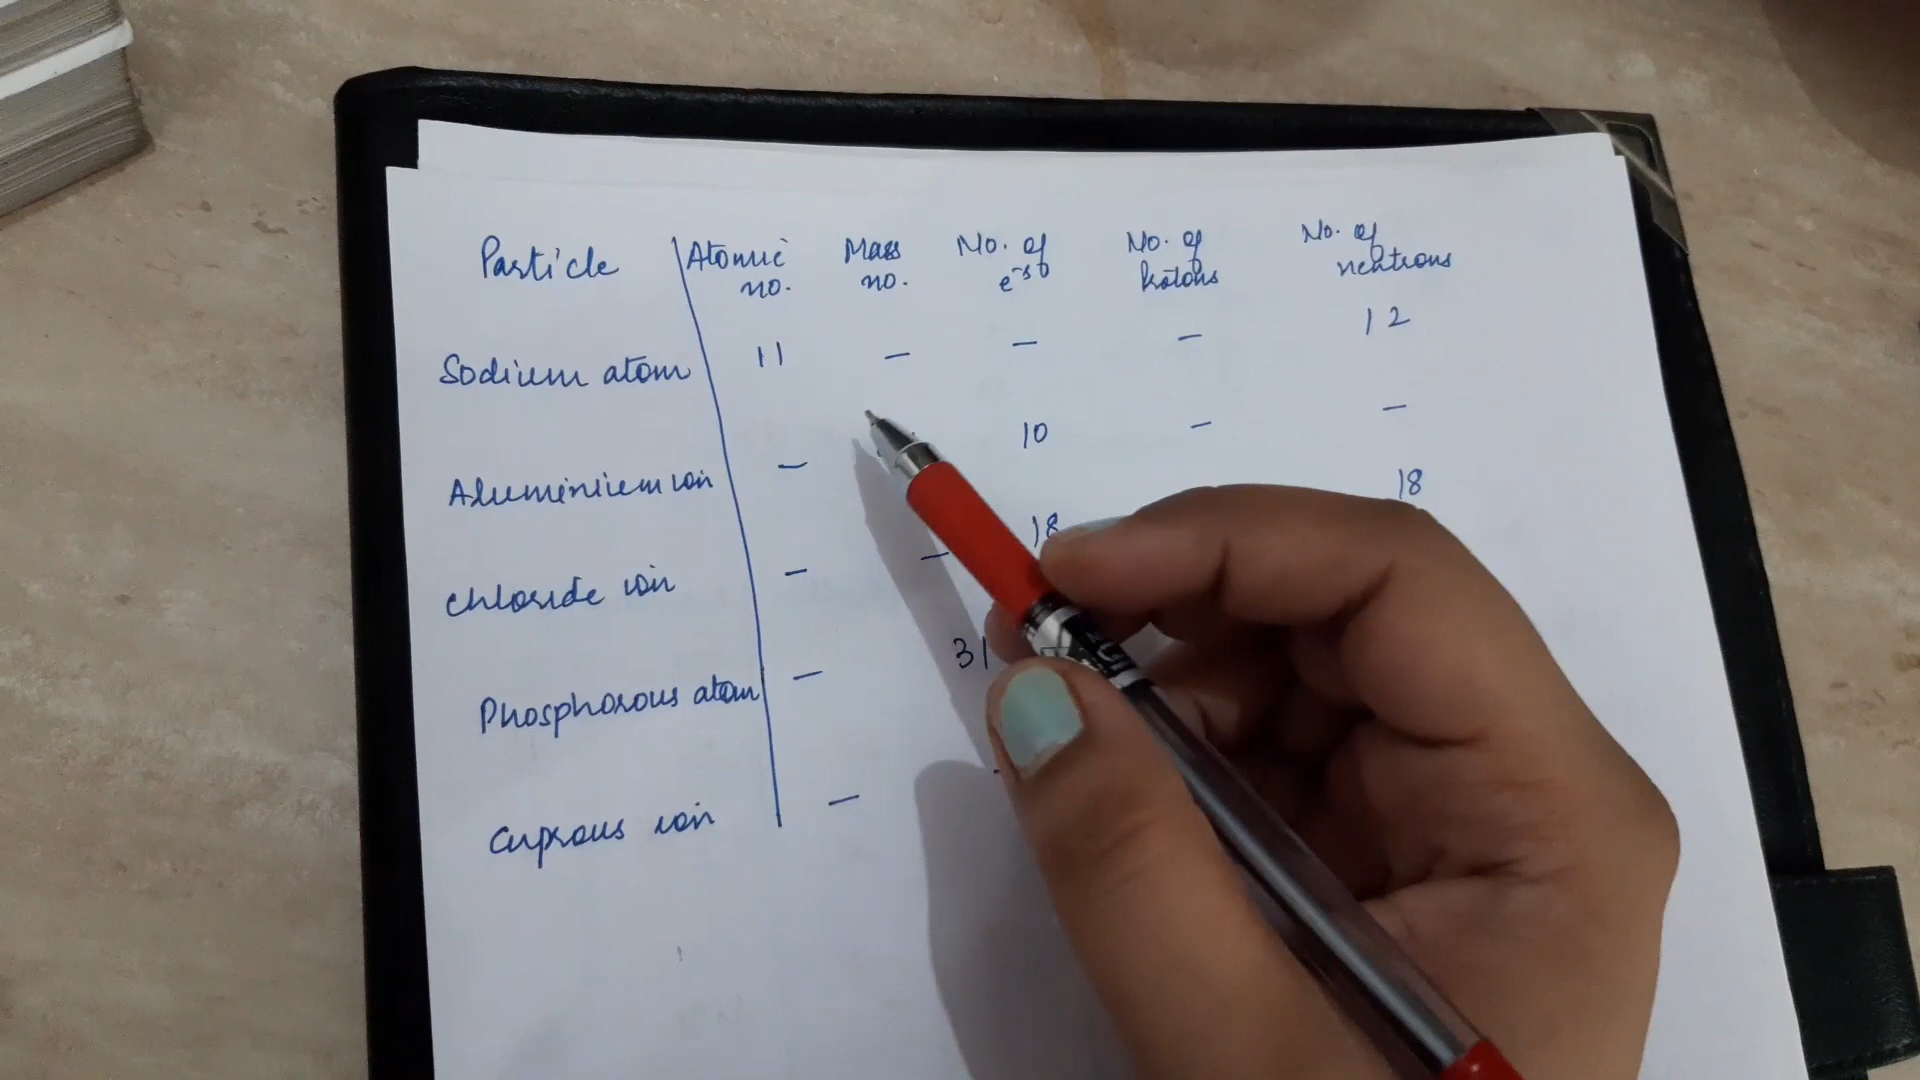 Particle Atomic no. Mass no. No. of e⁻s No. of protons No. of neutrons
Sodium atom 11 — — — 12
Aluminium ion — 10 — —
Chloride ion — — 18 18
Phosphorous atom — 31
Cuprous ion —